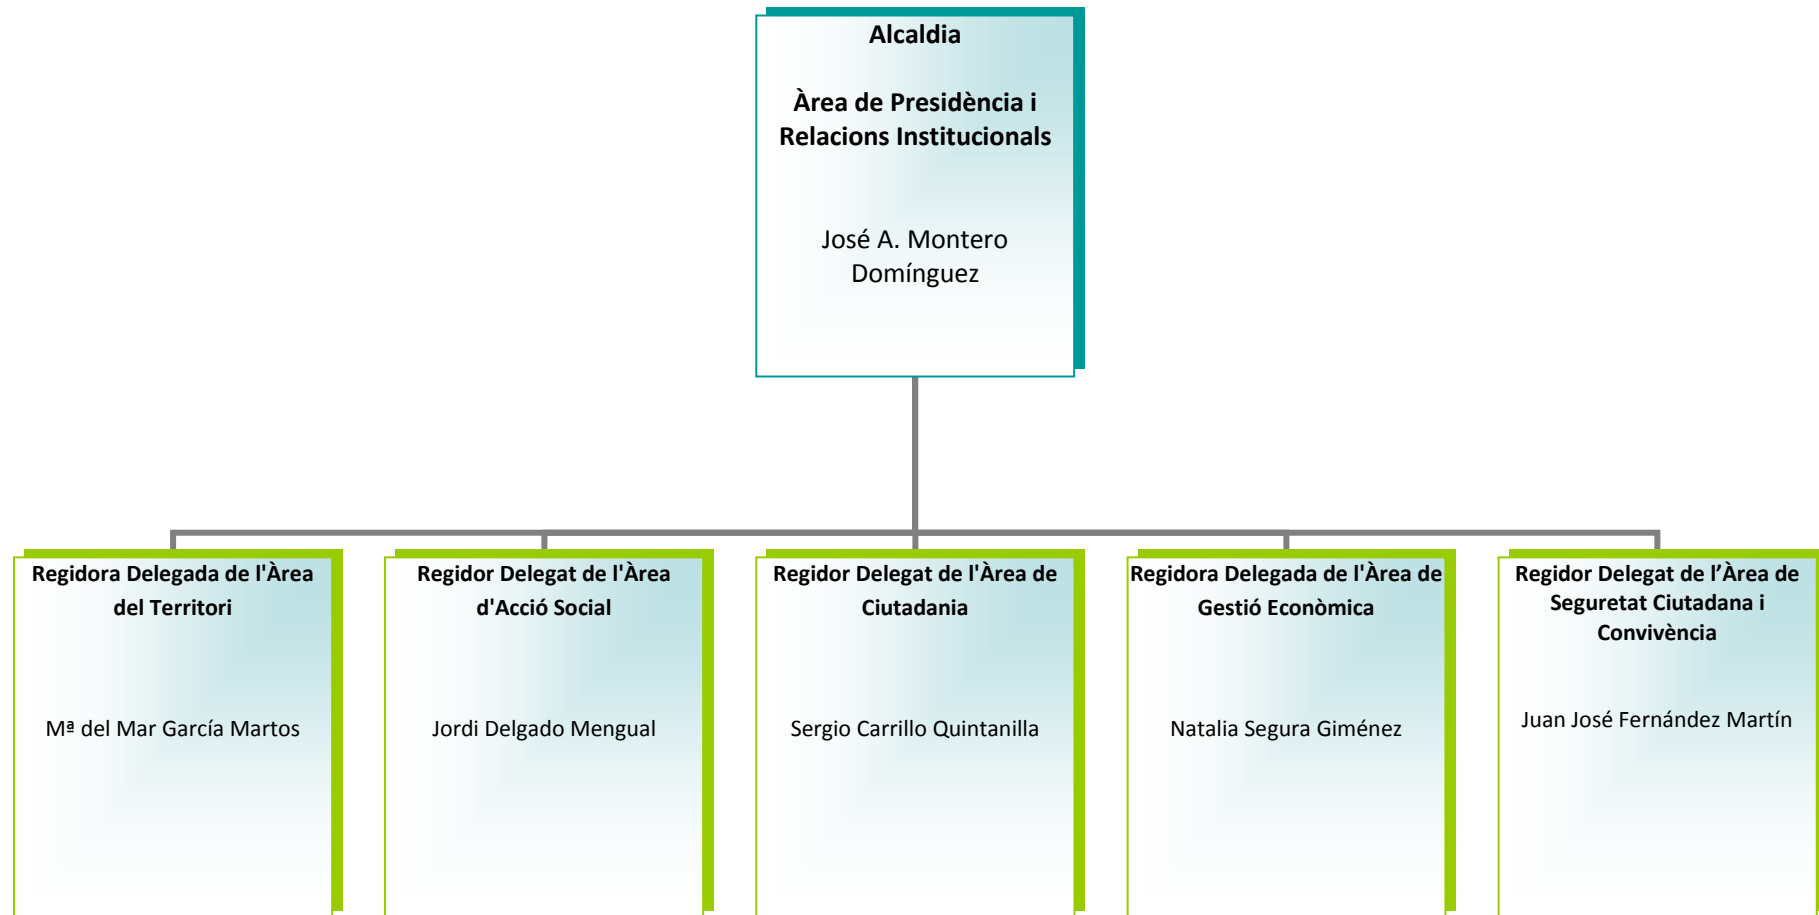 Alcaldia
Àrea de Presidència i
Relacions Institucionals
José A. Montero
Domínguez
Regidora Delegada de l'Àrea
del Territori
Mª del Mar García Martos
Regidor Delegat de l'Àrea
d'Acció Social
Jordi Delgado Mengual
Regidor Delegat de l'Àrea de
Ciutadania
Sergio Carrillo Quintanilla
Regidora Delegada de l'Àrea de
Gestió Econòmica
Natalia Segura Giménez
Regidor Delegat de l’Àrea de
Seguretat Ciutadana i
Convivència
Juan José Fernández Martín